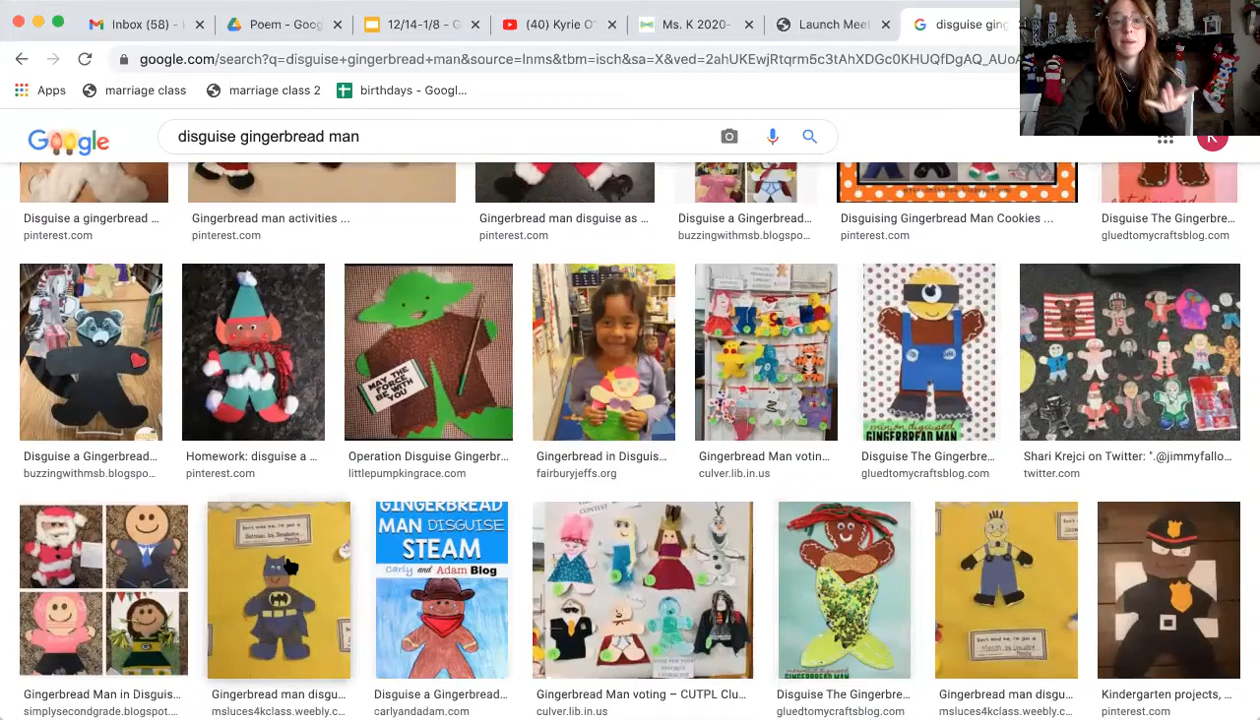 Inbox (58) -
Poem - Goog
12/14-1/8 - G
(40) Kyrie O'
Ms. K 2020-
Launch Meet
disguise ging
google.com/search?q=disguise+gingerbread+man&source=lnms&tbm=isch&sa=X&ved=2ahUKEwjRtqrm5c3tAhXDGc0KHUQfDgAQ_AUoA
Apps
marriage class
marriage class 2
birthdays - Googl...
Google
disguise gingerbread man
Disguise a gingerbread ...
Gingerbread man activities ...
Gingerbread man disguise as ...
Disguise a Gingerbread...
Disguising Gingerbread Man Cookies ...
Disguise The Gingerbre...
pinterest.com
pinterest.com
pinterest.com
buzzingwithmsb.blogspo...
pinterest.com
gluedtomycraftsblog.com
MAY THE
FORCE
BE WITH
YOU
minion disguised
GINGERBREAD MAN
Disguise a Gingerbread...
Homework: disguise a ...
Operation Disguise Gingerbr...
Gingerbread in Disguis...
Gingerbread Man votin...
Disguise The Gingerbre...
Shari Krejci on Twitter: ".@jimmyfallo...
buzzingwithmsb.blogspo...
pinterest.com
littlepumpkingrace.com
fairburyjeffs.org
culver.lib.in.us
gluedtomycraftsblog.com
twitter.com
GINGERBREAD
MAN DISGUISE
STEAM
Carly and Adam Blog
CONTEST
Gingerbread Man in Disguis...
Gingerbread man disgu...
Disguise a Gingerbread...
Gingerbread Man voting – CUTPL Clu...
Disguise The Gingerbre...
Gingerbread man disgu...
Kindergarten projects, ...
simplysecondgrade.blogspot....
msluces4kclass.weebly.c...
carlyandadam.com
culver.lib.in.us
gluedtomycraftsblog.com
msluces4kclass.weebly.c...
pinterest.com